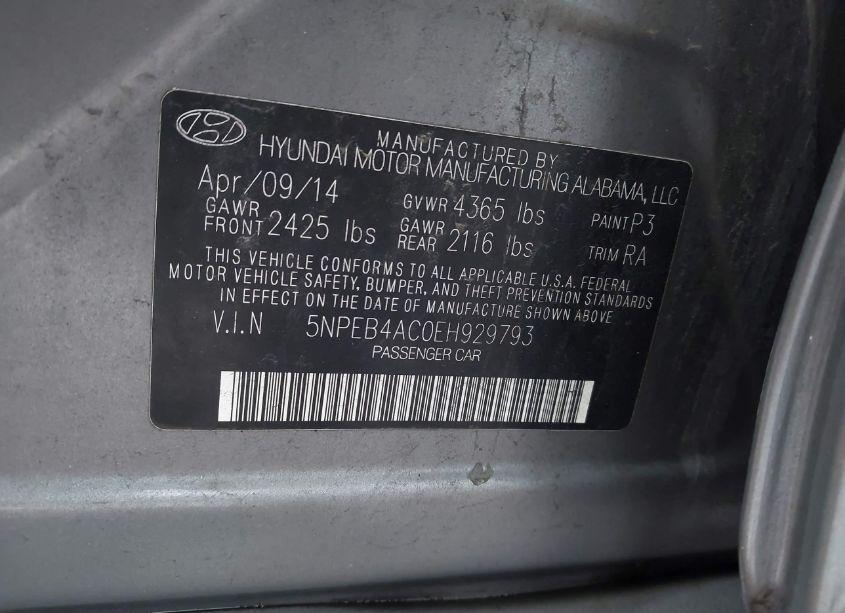 MANUFACTURED BY
HYUNDAI MOTOR MANUFACTURING ALABAMA, LLC
Apr/09/14 GVWR 4365 lbs PAINT P3
GAWR FRONT 2425 lbs GAWR REAR 2116 lbs TRIM RA
THIS VEHICLE CONFORMS TO ALL APPLICABLE U.S.A. FEDERAL
MOTOR VEHICLE SAFETY, BUMPER, AND THEFT PREVENTION STANDARDS
IN EFFECT ON THE DATE OF MANUFACTURE SHOWN ABOVE
V.I.N 5NPEB4AC0EH929793
PASSENGER CAR